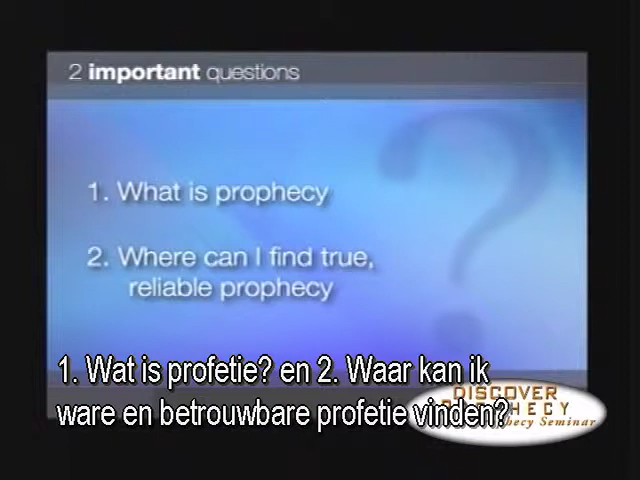 2 important questions
1. What is prophecy
2. Where can I find true,
reliable prophecy
1. Wat is profetie? en 2. Waar kan ik
ware en betrouwbare profetie vinden?
DISCOVER
Seminar